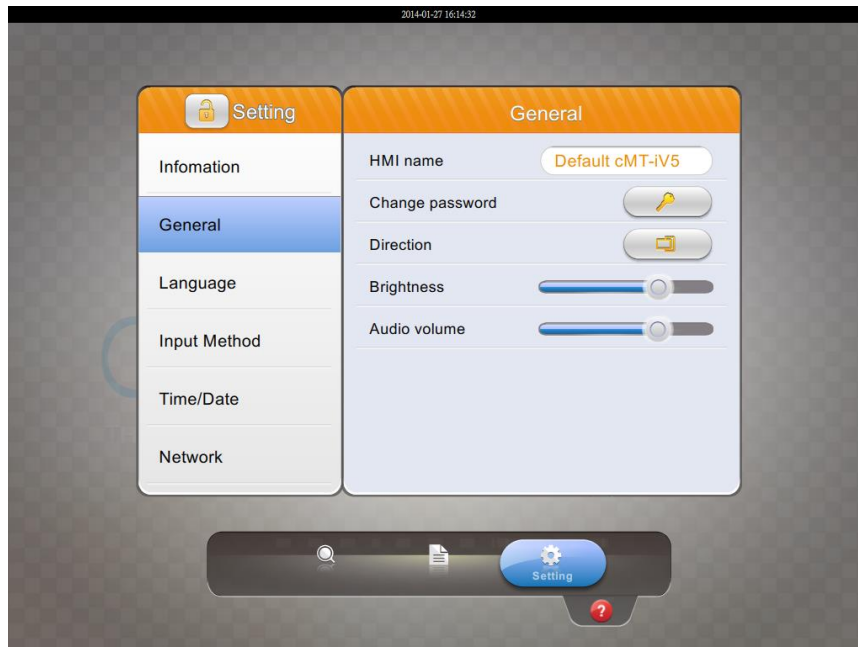 2014-01-27 16:14:32
Setting
General
Infomation
General
Language
Input Method
Time/Date
Network
HMI name
Default cMT-iV5
Change password
Direction
Brightness
Audio volume
Setting
?